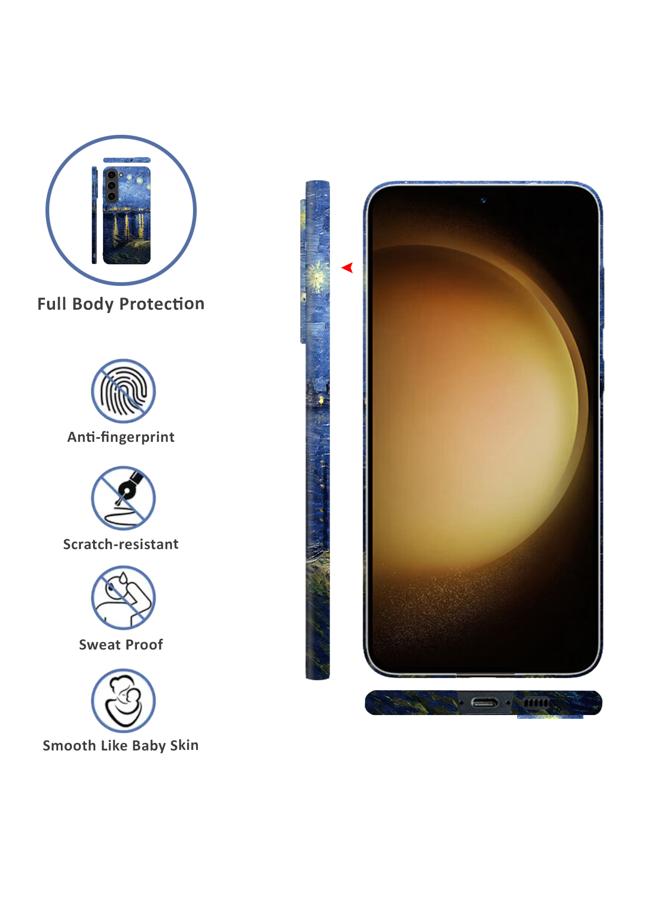 Full Body Protection
Anti-fingerprint
Scratch-resistant
Sweat Proof
Smooth Like Baby Skin